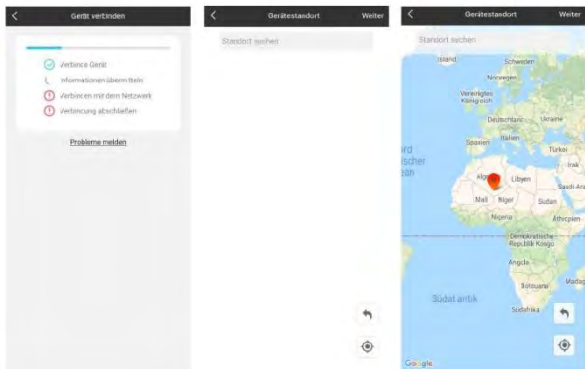 Gerät verbinden
Verbinde Gerät
Informationen übermitteln
Verbinden mit dem Netzwerk
Verbindung abschließen
Probleme melden
Gerätestandort Weiter
Standort suchen
Gerätestandort Weiter
Standort suchen
Island
Schweden
Norwegen
Vereinigtes
Königreich
Deutschland Ukraine
Italien
Spanien
Türkei
Irak
Libyen
Mali Niger Sudan
Nigeria
Äthiopien
Demokratische
Republik Kongo
Angola
Botsuana
Südafrika
Google